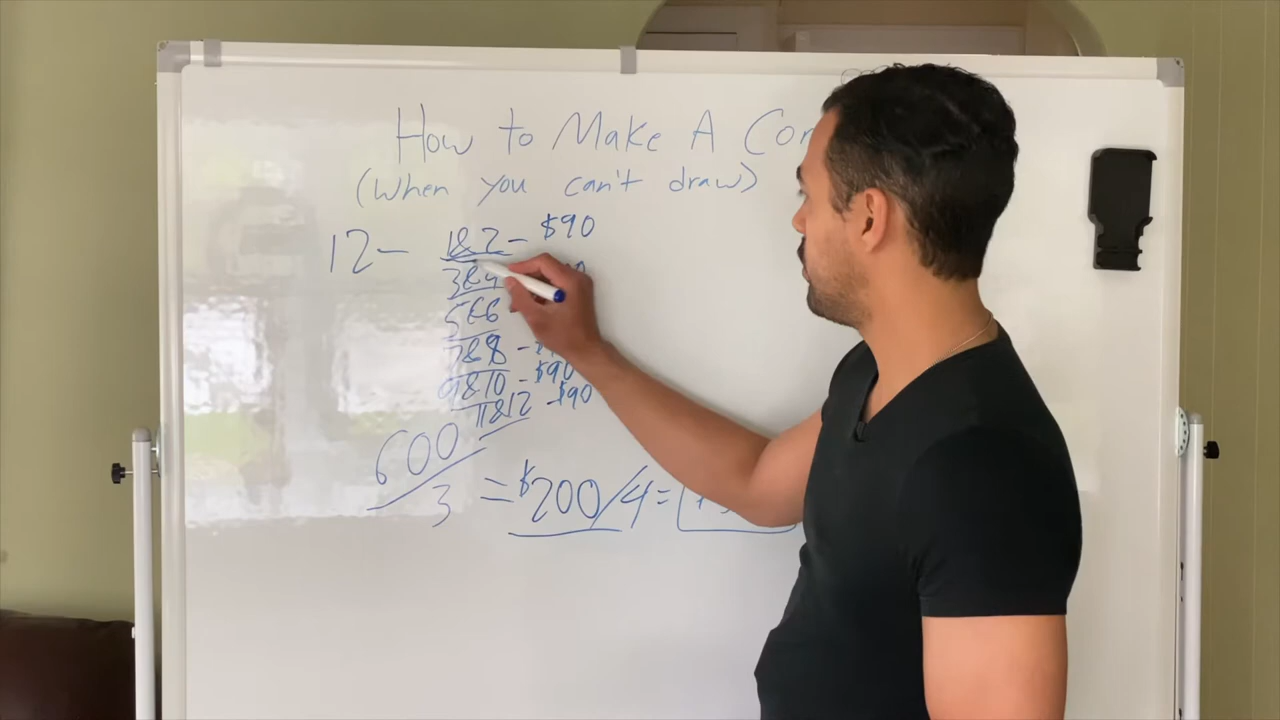 How to Make A Co
(When you can't draw)
12 - 1&2 - $90
3&4
5&6
7&8 -
9&10 - $90
11&12 - $90
600/3 = $200/4 =